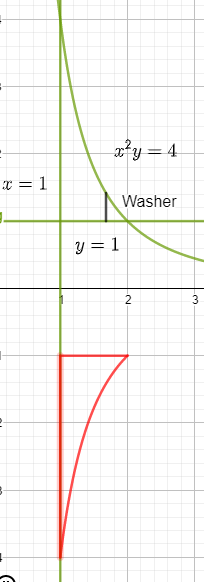 x²y = 4
x = 1
Washer
y = 1
1
2
3